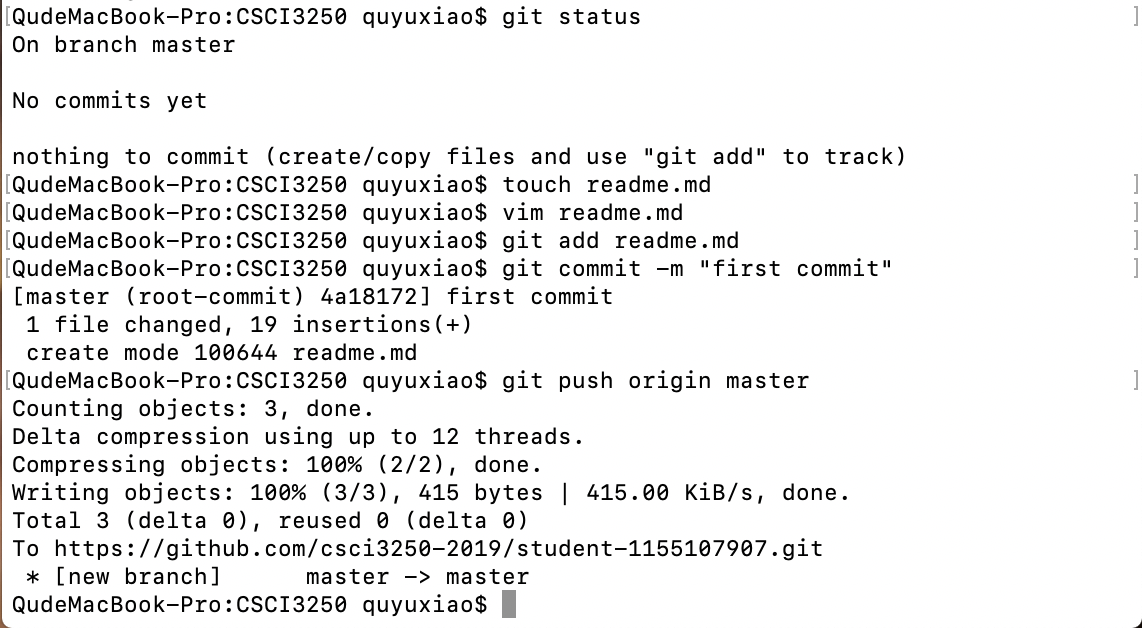 [QudeMacBook-Pro:CSCI3250 quyuxiao$ git status ]
On branch master
No commits yet
nothing to commit (create/copy files and use "git add" to track)
[QudeMacBook-Pro:CSCI3250 quyuxiao$ touch readme.md ]
[QudeMacBook-Pro:CSCI3250 quyuxiao$ vim readme.md ]
[QudeMacBook-Pro:CSCI3250 quyuxiao$ git add readme.md ]
[QudeMacBook-Pro:CSCI3250 quyuxiao$ git commit -m "first commit" ]
[master (root-commit) 4a18172] first commit
 1 file changed, 19 insertions(+)
 create mode 100644 readme.md
[QudeMacBook-Pro:CSCI3250 quyuxiao$ git push origin master ]
Counting objects: 3, done.
Delta compression using up to 12 threads.
Compressing objects: 100% (2/2), done.
Writing objects: 100% (3/3), 415 bytes | 415.00 KiB/s, done.
Total 3 (delta 0), reused 0 (delta 0)
To https://github.com/csci3250-2019/student-1155107907.git
 * [new branch]      master -> master
QudeMacBook-Pro:CSCI3250 quyuxiao$